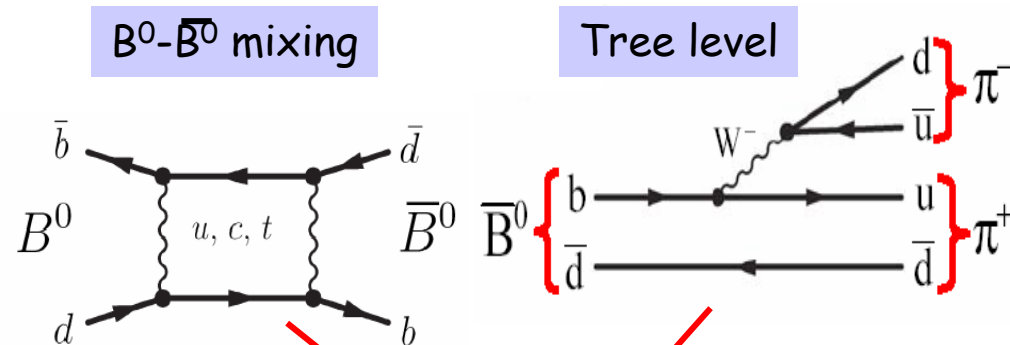 B⁰-B̅⁰ mixing
Tree level
b̄
d̄
B⁰
u, c, t
B̅⁰
d
b
d
u̅
π⁻
W⁻
B̅⁰
b
u
d̅
d̅
π⁺